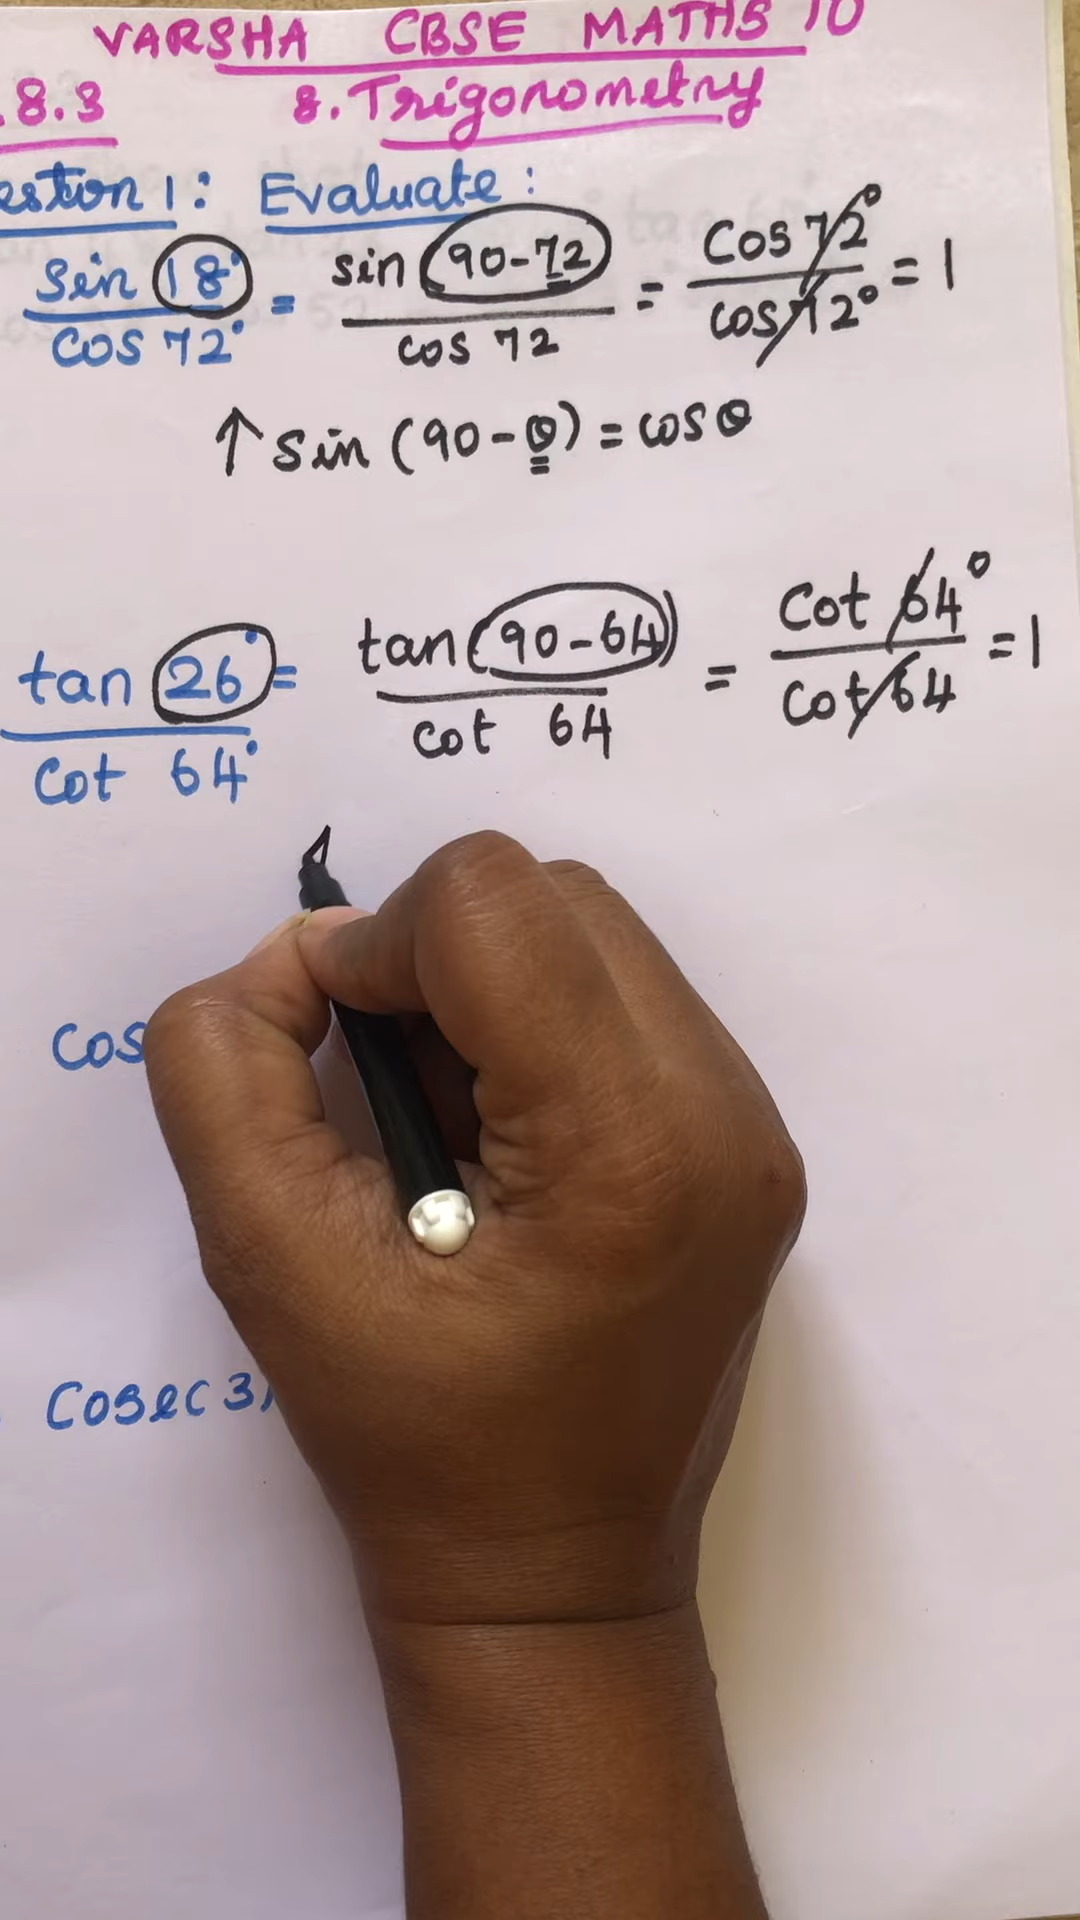 VARSHA CBSE MATHS 10
.8.3 8. Trigonometry
estion 1: Evaluate:
sin 18° / cos 72° = sin (90-72) / cos 72 = cos 72° / cos 72° = 1
↑ sin (90-θ) = cos θ
tan 26° / cot 64° = tan (90-64) / cot 64 = cot 64° / cot 64 = 1
cos
cosec 3